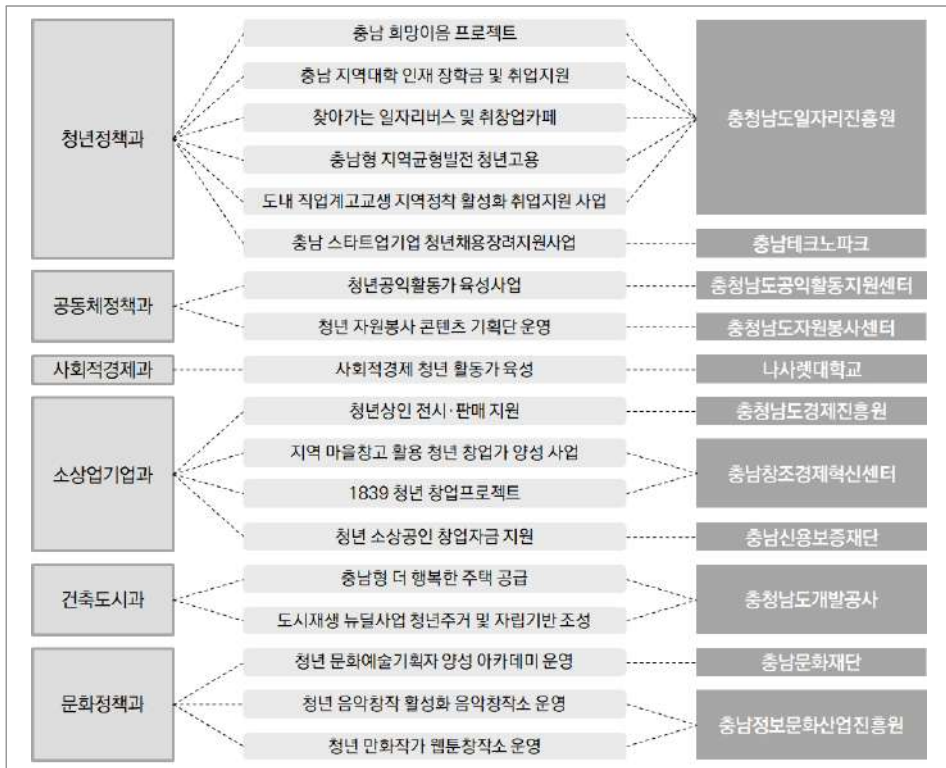 청년정책과
충남 희망이음 프로젝트
충남 지역대학 인재 장학금 및 취업지원
찾아가는 일자리버스 및 취창업카페
충남형 지역균형발전 청년고용
도내 직업계고교생 지역정착 활성화 취업지원 사업
충남 스타트업기업 청년채용장려지원사업
충청남도일자리진흥원
충남테크노파크
공동체정책과
청년공익활동가 육성사업
청년 자원봉사 콘텐츠 기획단 운영
충청남도공익활동지원센터
충청남도자원봉사센터
사회적경제과
사회적경제 청년 활동가 육성
나사렛대학교
소상업기업과
청년상인 전시·판매 지원
지역 마을창고 활용 청년 창업가 양성 사업
1839 청년 창업프로젝트
청년 소상공인 창업자금 지원
충청남도경제진흥원
충남창조경제혁신센터
충남신용보증재단
건축도시과
충남형 더 행복한 주택 공급
도시재생 뉴딜사업 청년주거 및 자립기반 조성
충청남도개발공사
문화정책과
청년 문화예술기획자 양성 아카데미 운영
청년 음악창작 활성화 음악창작소 운영
청년 만화작가 웹툰창작소 운영
충남문화재단
충남정보문화산업진흥원